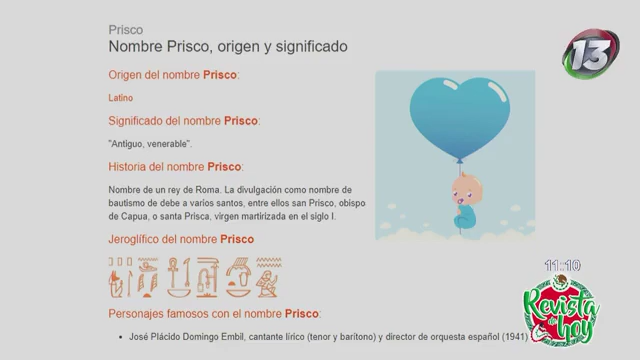 Prisco
Nombre Prisco, origen y significado
13
Origen del nombre Prisco:
Latino
Significado del nombre Prisco:
"Antiguo, venerable".
Historia del nombre Prisco:
Nombre de un rey de Roma. La divulgación como nombre de
bautismo de debe a varios santos, entre ellos san Prisco, obispo
de Capua, o santa Prisca, virgen martirizada en el siglo I.
Jeroglífico del nombre Prisco
11:10
Revista
de
hoy
Personajes famosos con el nombre Prisco:
• José Plácido Domingo Embil, cantante lírico (tenor y barítono) y director de orquesta español (1941)